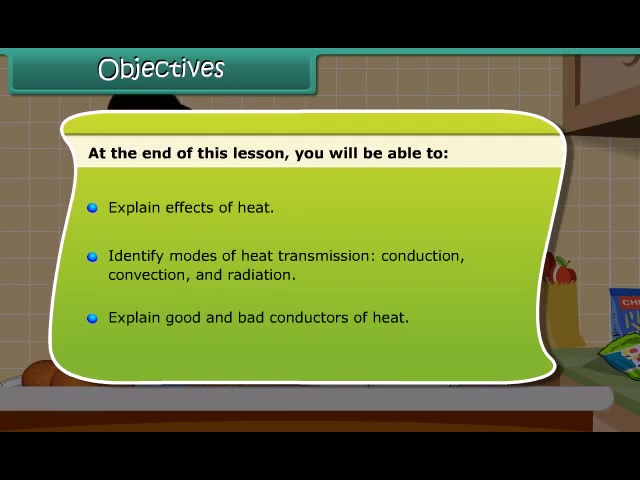 Objectives
At the end of this lesson, you will be able to:
Explain effects of heat.
Identify modes of heat transmission: conduction,
convection, and radiation.
Explain good and bad conductors of heat.